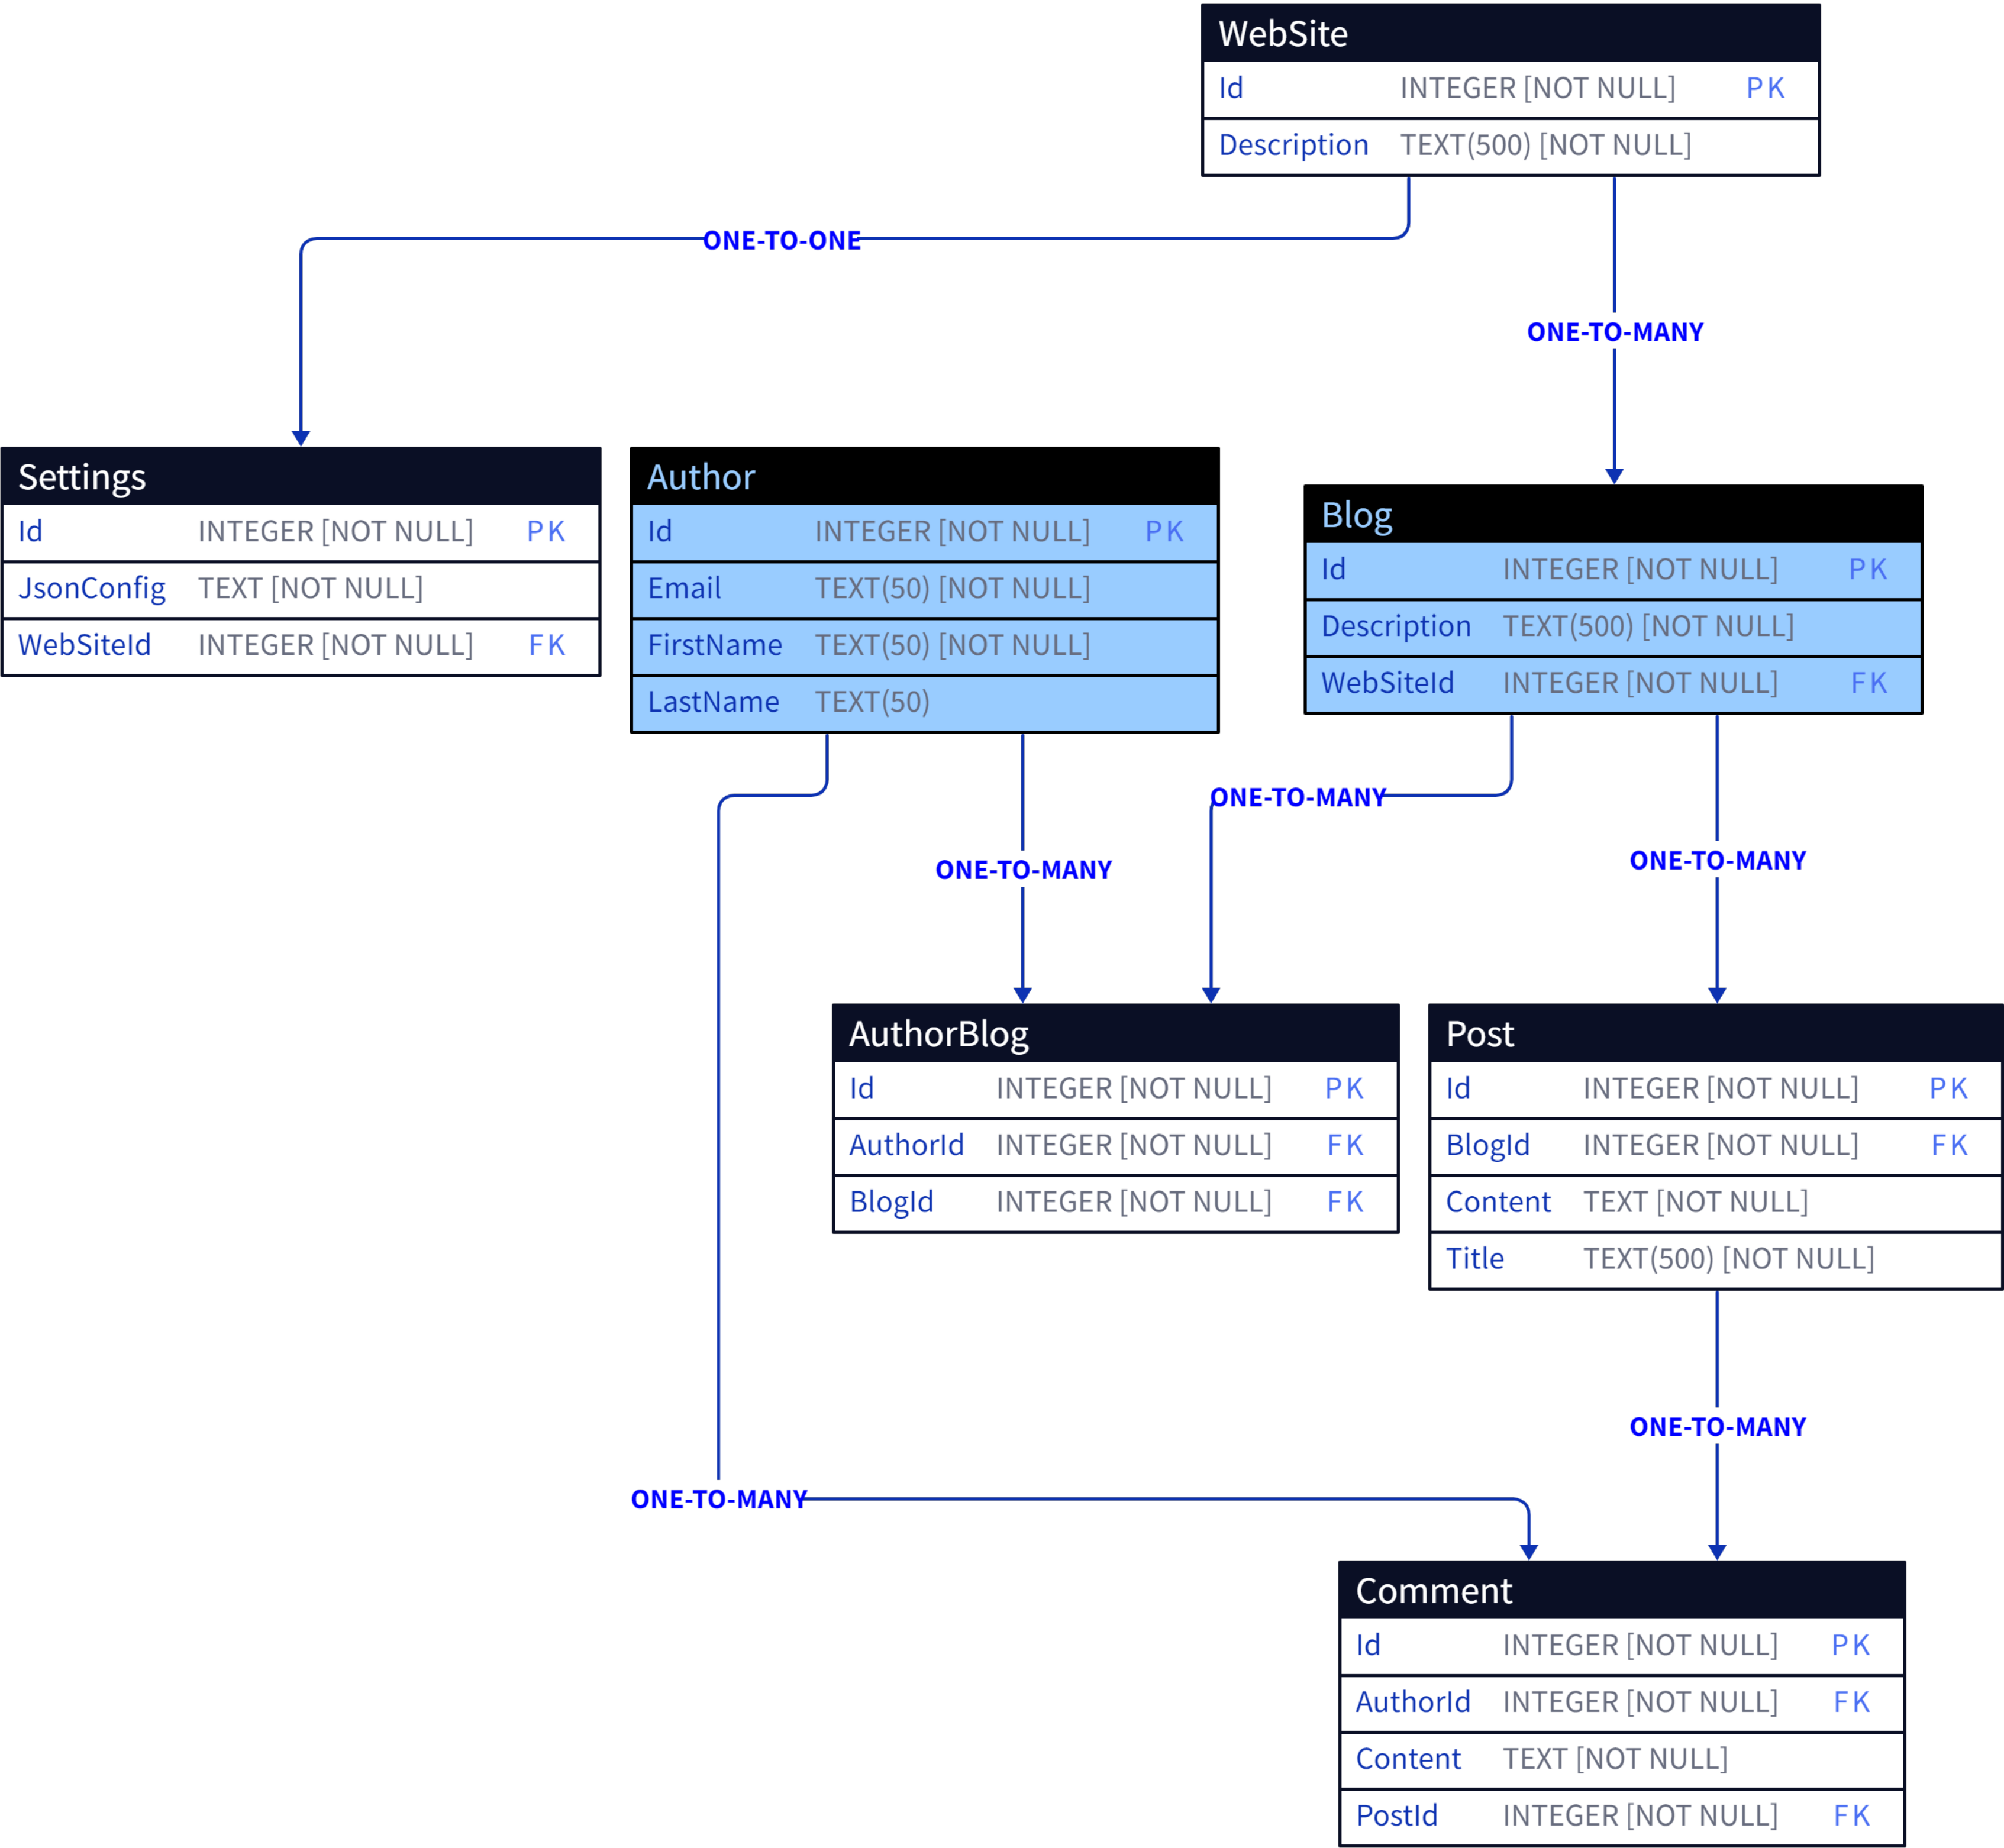 WebSite
Id INTEGER [NOT NULL] PK
Description TEXT(500) [NOT NULL]
ONE-TO-ONE
ONE-TO-MANY
Settings
Id INTEGER [NOT NULL] PK
JsonConfig TEXT [NOT NULL]
WebSiteId INTEGER [NOT NULL] FK
Author
Id INTEGER [NOT NULL] PK
Email TEXT(50) [NOT NULL]
FirstName TEXT(50) [NOT NULL]
LastName TEXT(50)
Blog
Id INTEGER [NOT NULL] PK
Description TEXT(500) [NOT NULL]
WebSiteId INTEGER [NOT NULL] FK
ONE-TO-MANY
ONE-TO-MANY
ONE-TO-MANY
AuthorBlog
Id INTEGER [NOT NULL] PK
AuthorId INTEGER [NOT NULL] FK
BlogId INTEGER [NOT NULL] FK
Post
Id INTEGER [NOT NULL] PK
BlogId INTEGER [NOT NULL] FK
Content TEXT [NOT NULL]
Title TEXT(500) [NOT NULL]
ONE-TO-MANY
ONE-TO-MANY
Comment
Id INTEGER [NOT NULL] PK
AuthorId INTEGER [NOT NULL] FK
Content TEXT [NOT NULL]
PostId INTEGER [NOT NULL] FK